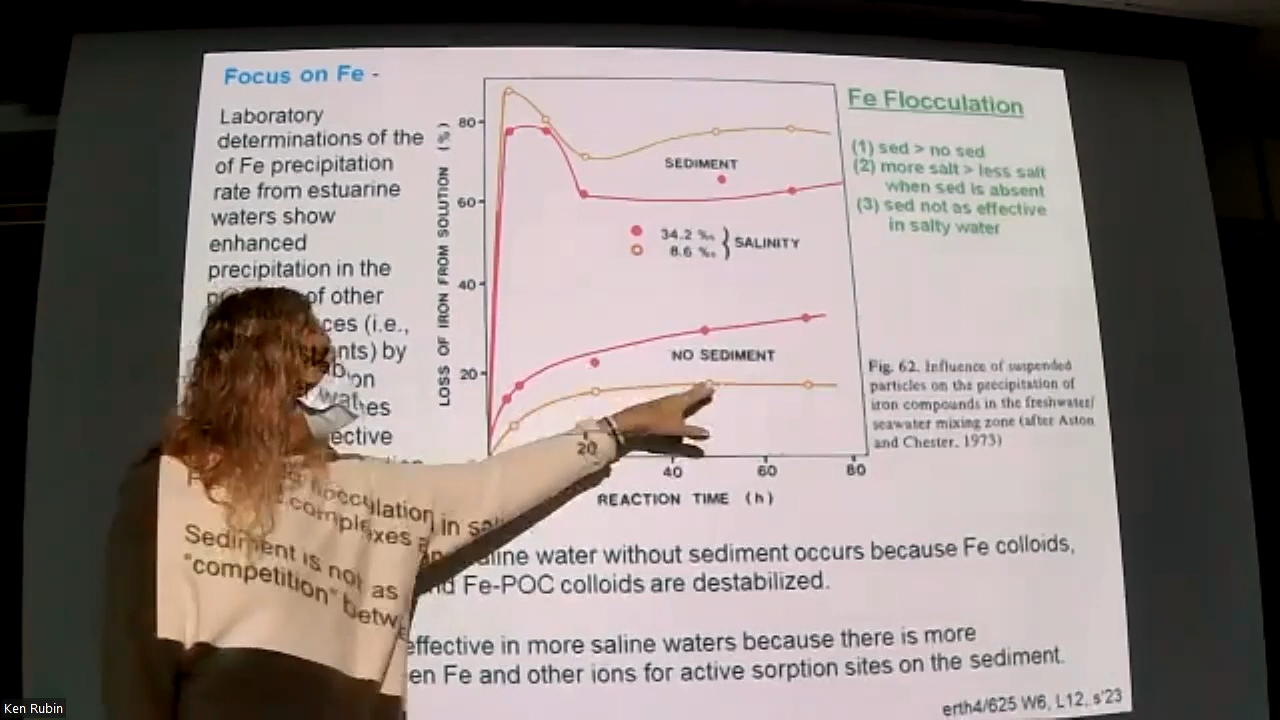 Focus on Fe -
Laboratory
determinations of the
of Fe precipitation
rate from estuarine
waters show
enhanced
precipitation in the
of other
(i.e.,
by
LOSS OF IRON FROM SOLUTION (%)
80
60
40
20
SEDIMENT
34.2 ‰
8.6 ‰
SALINITY
NO SEDIMENT
20
40
60
80
REACTION TIME (h)
Fe Flocculation
(1) sed > no sed
(2) more salt > less salt
when sed is absent
(3) sed not as effective
in salty water
Fig. 62. Influence of suspended
particles on the precipitation of
iron compounds in the freshwater/
seawater mixing zone (after Aston
and Chester, 1973)
flocculation in saline water without sediment occurs because Fe colloids,
complexes and Fe-POC colloids are destabilized.
Sediment is not as effective in more saline waters because there is more
"competition" between Fe and other ions for active sorption sites on the sediment.
erth4/625 W6, L12, s'23
Ken Rubin